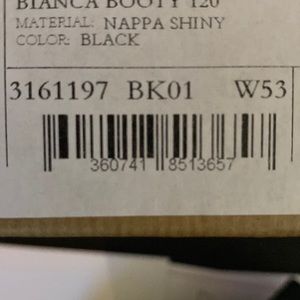 BIANCA BOOTY 120
MATERIAL: NAPPA SHINY
COLOR: BLACK
3161197 BK01 W53
360741 8513657